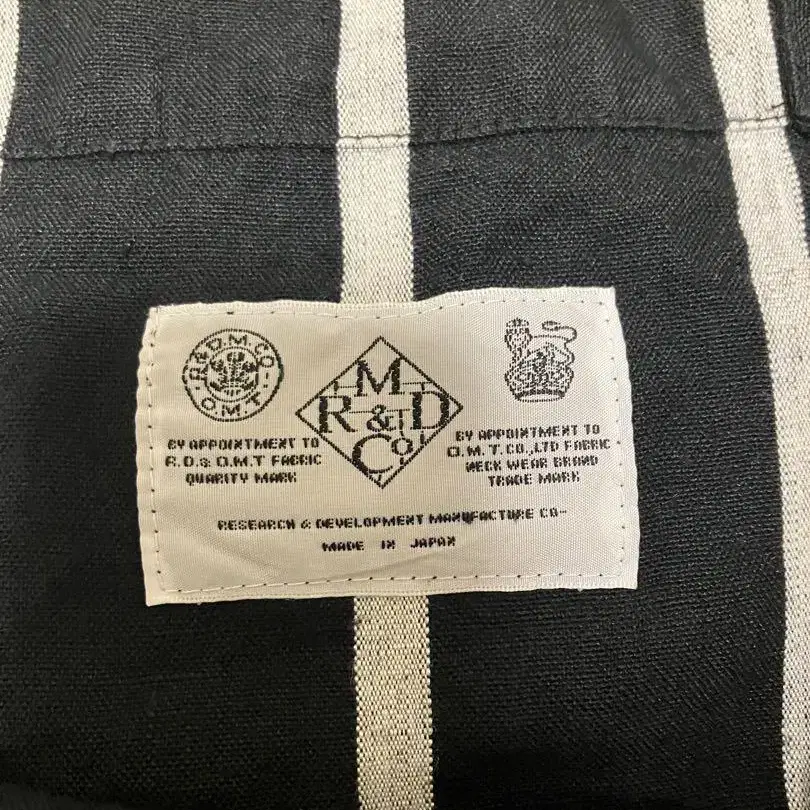 R.&D.M.CO-
O.M.T.
M
R & D
Co
BY APPOINTMENT TO
R.D.& O.M.T FABRIC
QUARITY MARK
BY APPOINTMENT TO
O.M.T.CO.,LTD FABRIC
NECK WEAR BRAND
TRADE MARK
RESEARCH & DEVELOPMENT MANUFACTURE CO-
MADE IN JAPAN